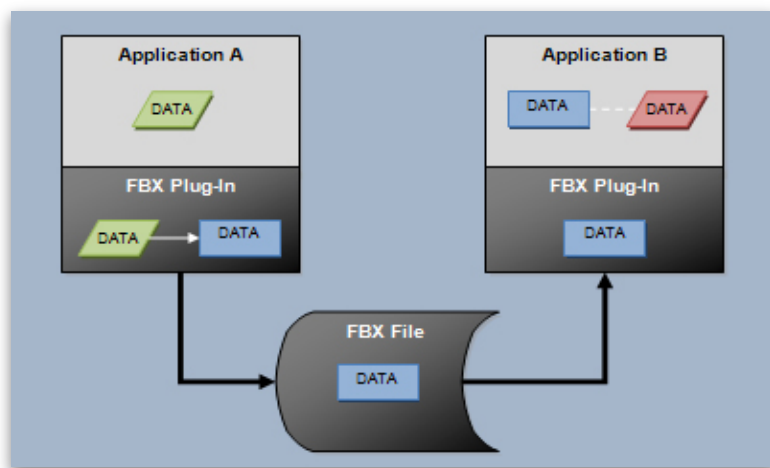 Application A
DATA
FBX Plug-In
DATA
DATA
Application B
DATA
DATA
FBX Plug-In
DATA
FBX File
DATA